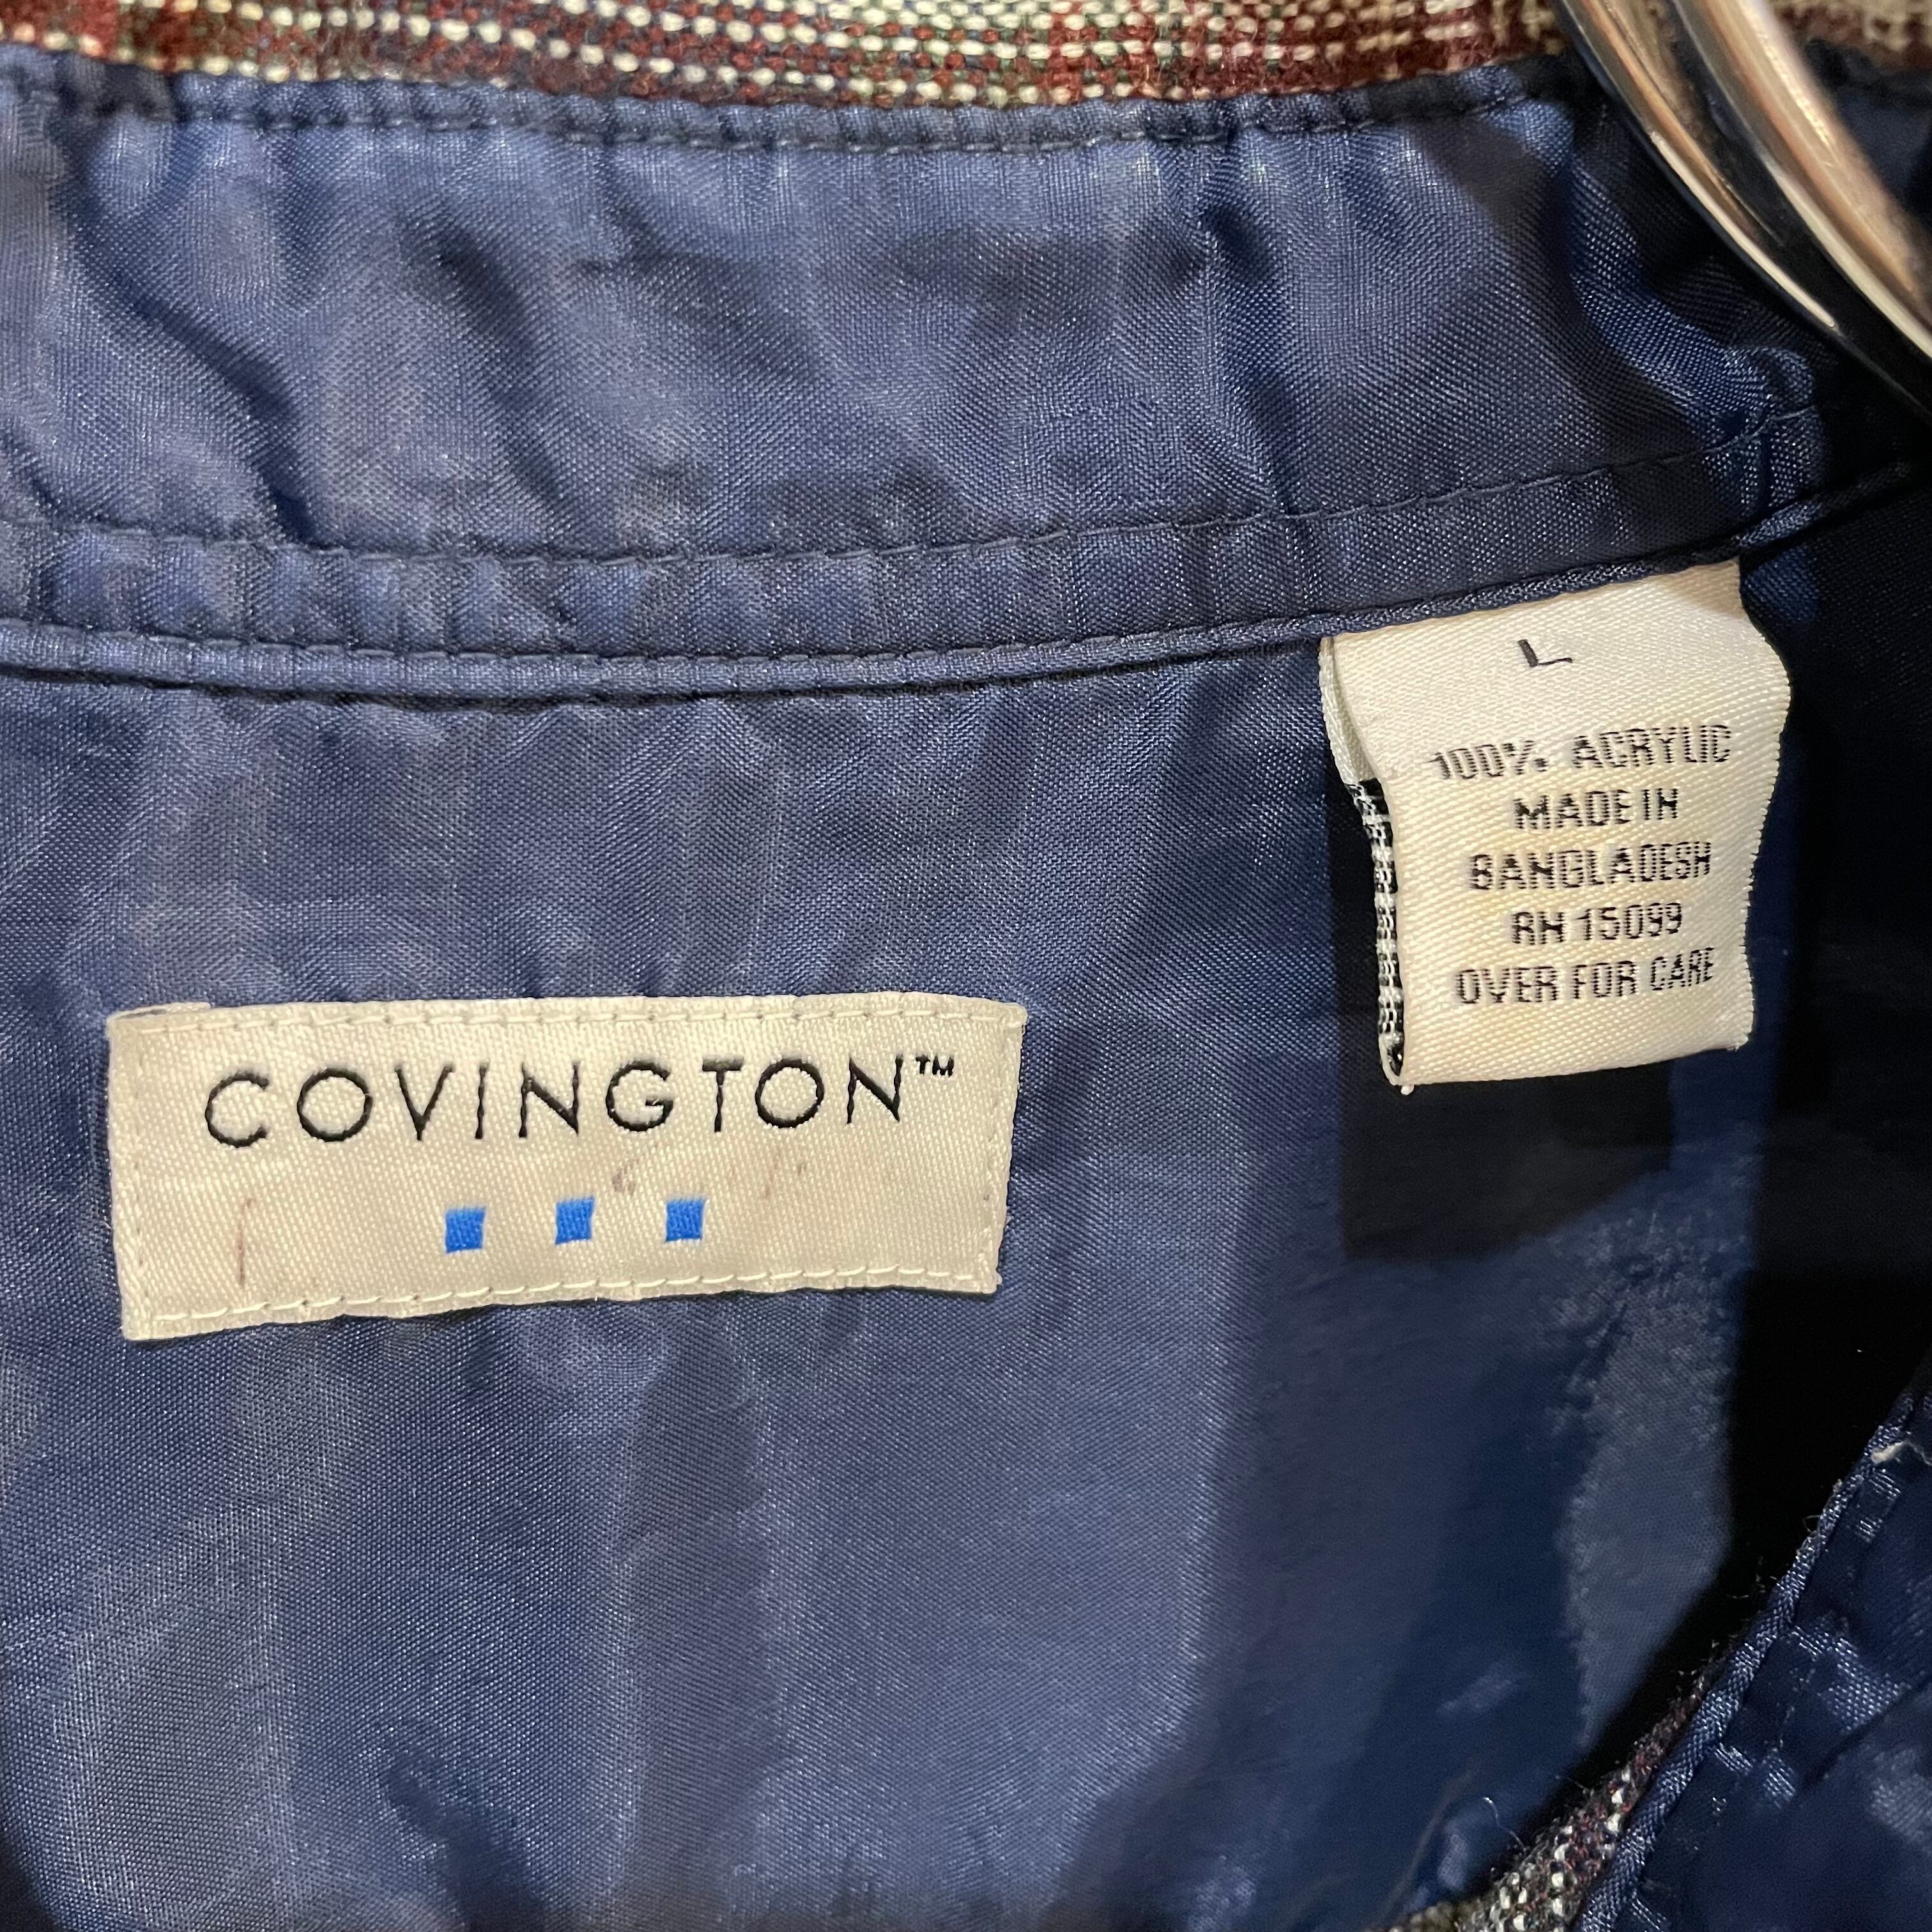 L
100% ACRYLIC
MADE IN
BANGLADESH
RN 15099
OVER FOR CARE
COVINGTON™